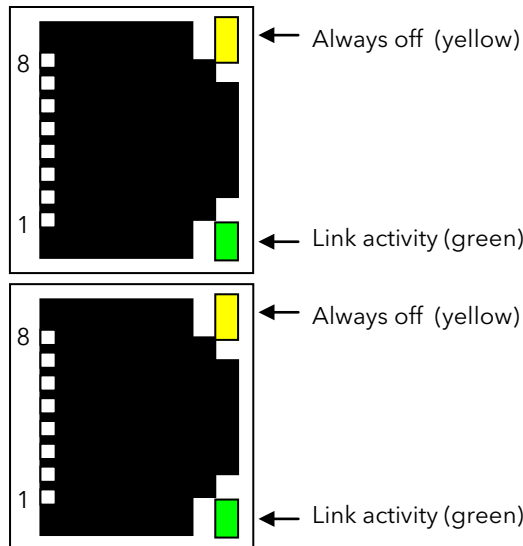 Always off (yellow)
8
1
Link activity (green)
Always off (yellow)
8
1
Link activity (green)